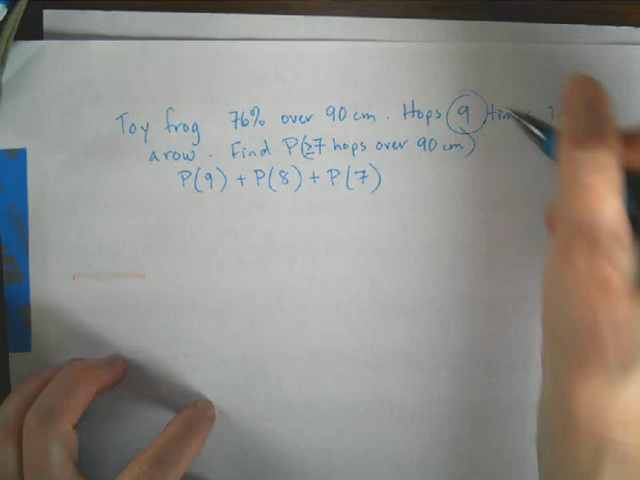 Toy frog 76% over 90 cm. Hops 9
a row. Find P(≥7 hops over 90 cm)
P(9) + P(8) + P(7)